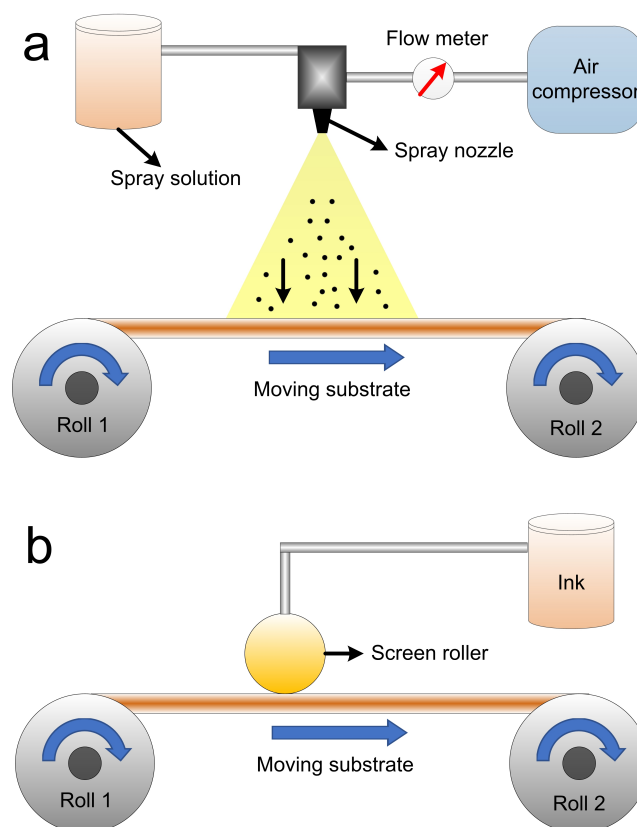 a
Flow meter
Air
compressor
Spray nozzle
Spray solution
Moving substrate
Roll 1
Roll 2
b
Ink
Screen roller
Moving substrate
Roll 1
Roll 2